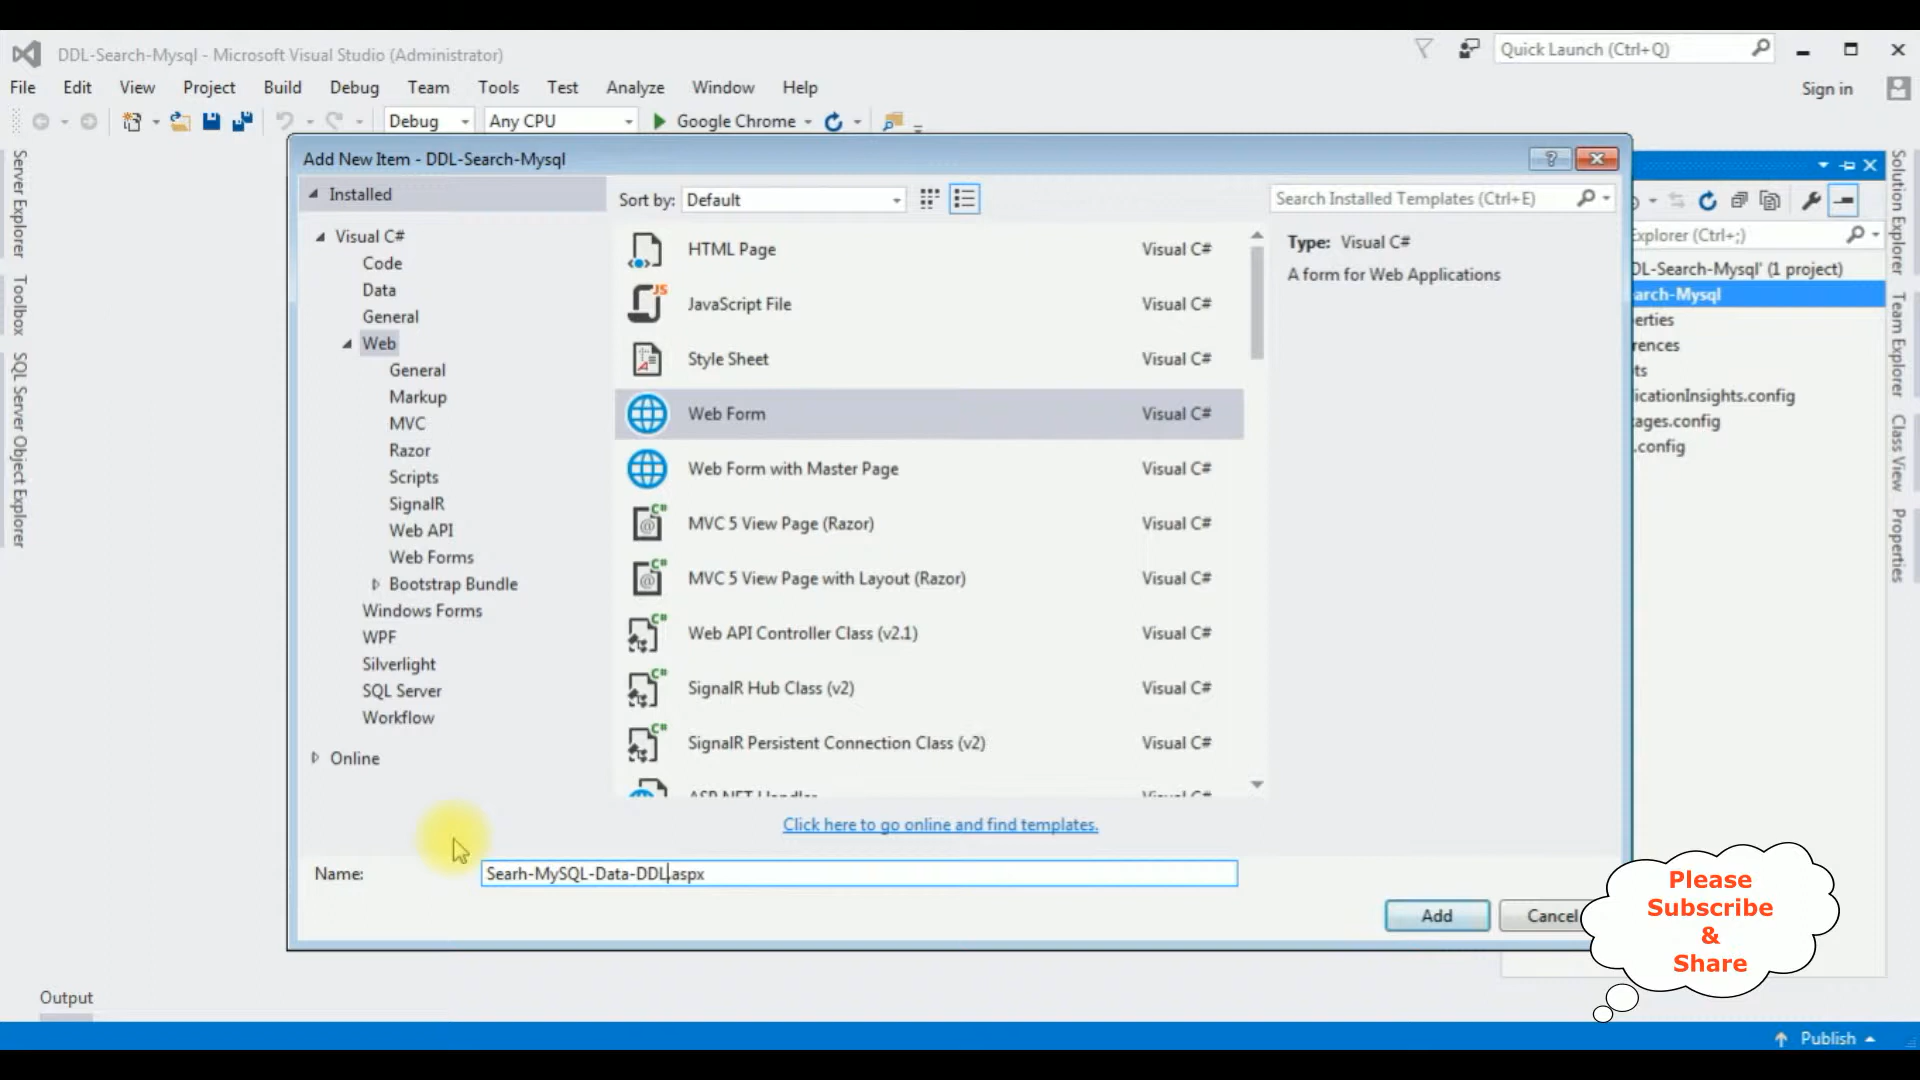 DDL-Search-Mysql - Microsoft Visual Studio (Administrator)
Quick Launch (Ctrl+Q)
File Edit View Project Build Debug Team Tools Test Analyze Window Help
Sign in
Debug Any CPU Google Chrome
Server Explorer
Toolbox
SQL Server Object Explorer
Add New Item - DDL-Search-Mysql
Installed
Sort by: Default
Search Installed Templates (Ctrl+E)
Visual C#
Code
Data
General
Web
General
Markup
MVC
Razor
Scripts
SignalR
Web API
Web Forms
Bootstrap Bundle
Windows Forms
WPF
Silverlight
SQL Server
Workflow
Online
HTML Page Visual C#
JavaScript File Visual C#
Style Sheet Visual C#
Web Form Visual C#
Web Form with Master Page Visual C#
MVC 5 View Page (Razor) Visual C#
MVC 5 View Page with Layout (Razor) Visual C#
Web API Controller Class (v2.1) Visual C#
SignalR Hub Class (v2) Visual C#
SignalR Persistent Connection Class (v2) Visual C#
ASP.NET Handler Visual C#
Type: Visual C#
A form for Web Applications
Click here to go online and find templates.
Name: Searh-MySQL-Data-DDL.aspx
Add Cancel
Explorer (Ctrl+;)
DL-Search-Mysql' (1 project)
arch-Mysql
erties
rences
ts
icationInsights.config
ages.config
.config
Solution Explorer
Team Explorer
Class View
Properties
Please
Subscribe
&
Share
Output
Publish